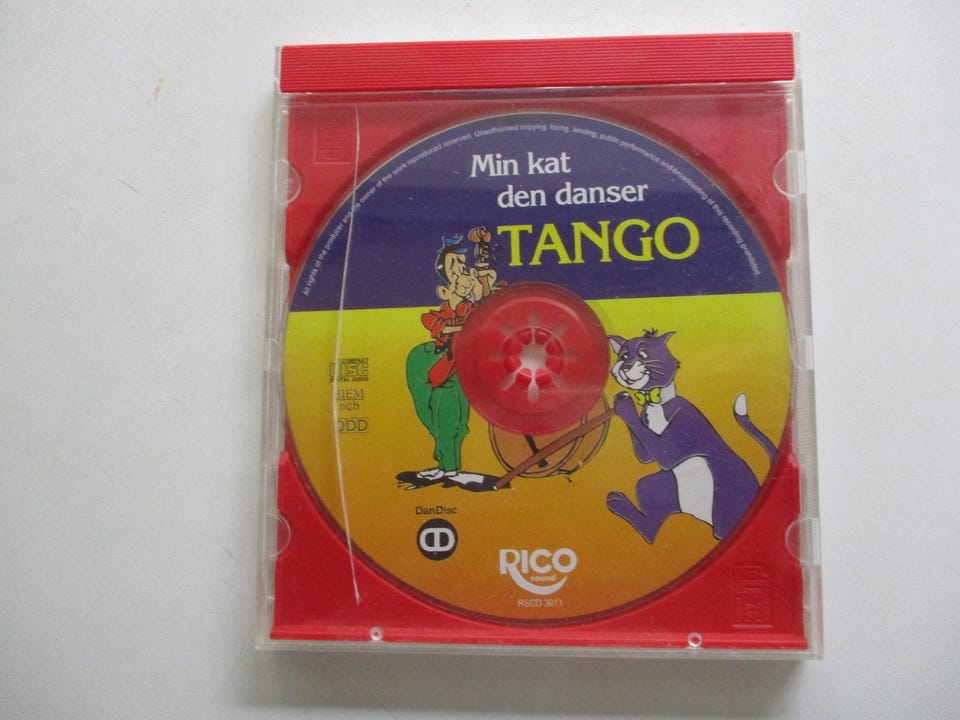 All rights of the producer and the owner of the work reproduced reserved. Unauthorised copying, hiring, lending, public performance and broadcasting of this recording prohibited.
Min kat
den danser
TANGO
COMPACT
DISC
DIGITAL AUDIO
BIEM
ncb
DDD
DanDisc
RICO
sound
RSCD 3011